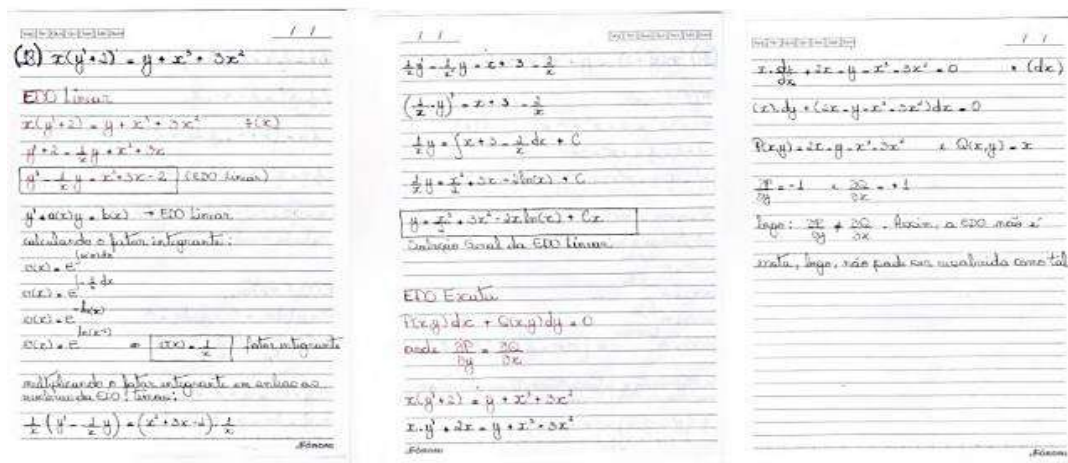 (13) x(y'+2) = y + x³ + 3x²
EDO Linear
x(y'+2) = y + x³ + 3x² ÷(x)
y'+2 = 1/x y + x² + 3x
y' - 1/x y = x² + 3x - 2 (EDO Linear)
y' + a(x)y = b(x) → EDO Linear
calculando o fator integrante:
σ(x) = e^∫a(x)dx
σ(x) = e^∫-1/x dx
σ(x) = e^-ln(x)
σ(x) = e^ln(x⁻¹) ⇒ σ(x) = 1/x fator integrante
multiplicando o fator integrante em ambos os
membros da EDO Linear:
1/x (y' - 1/x y) = (x² + 3x - 2) · 1/x
1/x y' - 1/x² y = x + 3 - 2/x
(1/x · y)' = x + 3 - 2/x
1/x y = ∫ x + 3 - 2/x dx + C
1/x y = x²/2 + 3x - 2ln(x) + C
y = x³/2 + 3x² - 2x ln(x) + Cx
Solução Geral da EDO Linear
EDO Exata
P(x,y)dx + Q(x,y)dy = 0
onde ∂P/∂y = ∂Q/∂x
x(y'+2) = y + x³ + 3x²
x·y' + 2x = y + x³ + 3x²
x·dy/dx + 2x - y - x³ - 3x² = 0 • (dx)
(x)·dy + (2x - y - x³ - 3x²)dx = 0
P(x,y) = 2x - y - x³ - 3x² e Q(x,y) = x
∂P/∂y = -1 e ∂Q/∂x = +1
logo: ∂P/∂y ≠ ∂Q/∂x. Assim, a EDO não é
exata, logo, não pode ser resolvida como tal